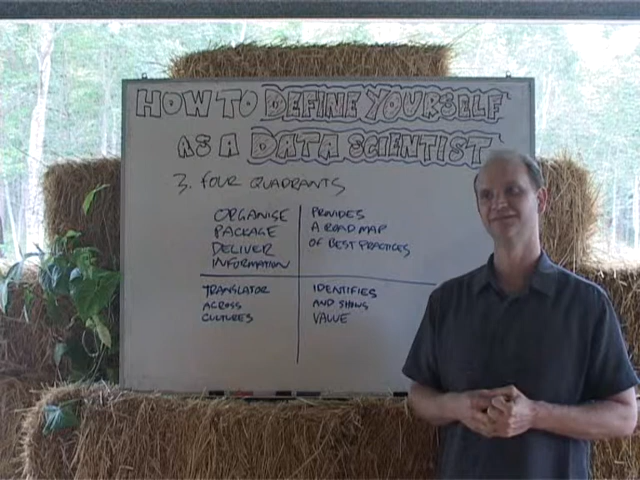 HOW TO DEFINE YOURSELF
AS A DATA SCIENTIST
3. FOUR QUADRANTS
ORGANISE
PACKAGE
DELIVER
INFORMATION
PROVIDES
A ROAD MAP
OF BEST PRACTICES
TRANSLATOR
ACROSS
CULTURES
IDENTIFIES
AND SHOWS
VALUE